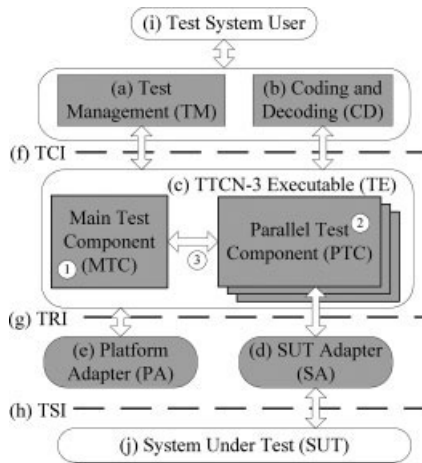 (i) Test System User
(a) Test
Management (TM)
(b) Coding and
Decoding (CD)
(f) TCI
(c) TTCN-3 Executable (TE)
Main Test
Component
(MTC)
1
3
2
Parallel Test
Component (PTC)
(g) TRI
(e) Platform
Adapter (PA)
(d) SUT Adapter
(SA)
(h) TSI
(j) System Under Test (SUT)